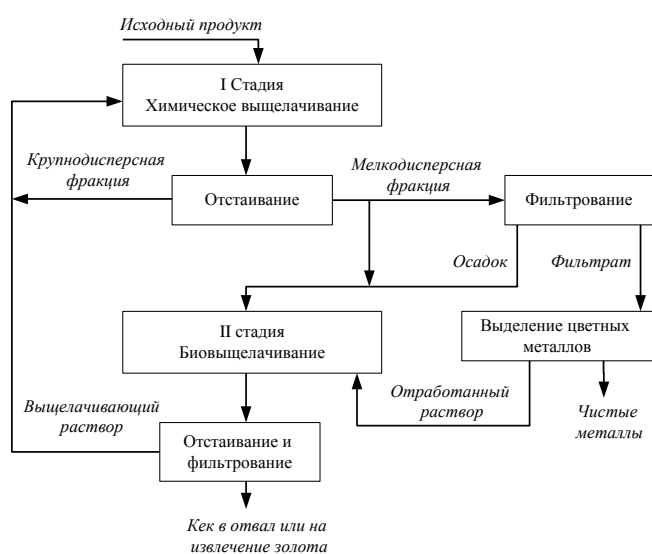 Исходный продукт
I Стадия
Химическое выщелачивание
Крупнодисперсная
фракция
Мелкодисперсная
фракция
Отстаивание
Фильтрование
Осадок
Фильтрат
II стадия
Биовыщелачивание
Выделение цветных
металлов
Выщелачивающий
раствор
Отработанный
раствор
Чистые
металлы
Отстаивание и
фильтрование
Кек в отвал или на
извлечение золота